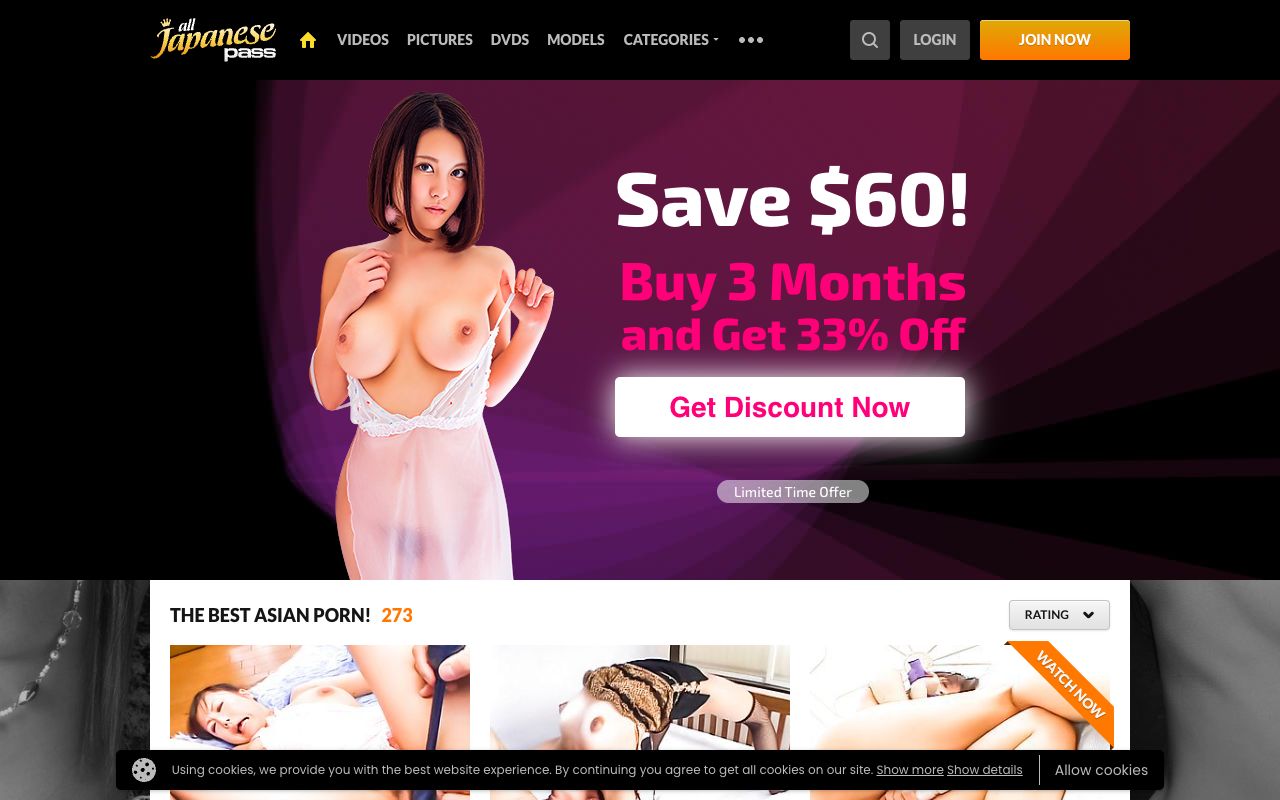 all
Japanese
pass
VIDEOS PICTURES DVDS MODELS CATEGORIES
LOGIN
JOIN NOW
Save $60!
Buy 3 Months
and Get 33% Off
Get Discount Now
Limited Time Offer
THE BEST ASIAN PORN! 273
RATING
WATCH NOW
Using cookies, we provide you with the best website experience. By continuing you agree to get all cookies on our site. Show more Show details
Allow cookies